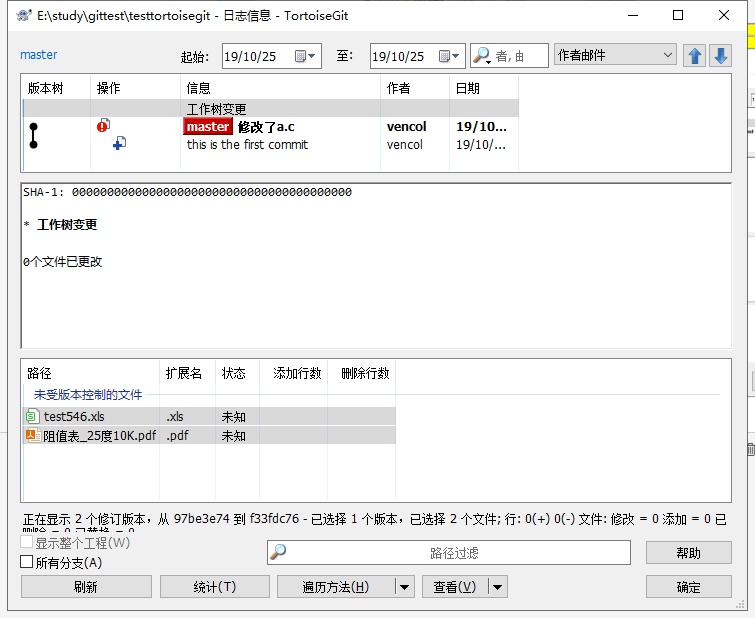 E:\study\gittest\testtortoisegit - 日志信息 - TortoiseGit
master 起始: 19/10/25 至: 19/10/25 者, 由 作者邮件
版本树 操作 信息 作者 日期
工作树变更
master 修改了a.c vencol 19/10...
this is the first commit vencol 19/10/...
SHA-1: 0000000000000000000000000000000000000000
* 工作树变更
0个文件已更改
路径 扩展名 状态 添加行数 删除行数
未受版本控制的文件
test546.xls .xls 未知
阻值表_25度10K.pdf .pdf 未知
正在显示 2 个修订版本，从 97be3e74 到 f33fdc76 - 已选择 1 个版本，已选择 2 个文件; 行: 0(+) 0(-) 文件: 修改 = 0 添加 = 0 已
删除 = 0 已替换 = 0
显示整个工程(W)
路径过滤 帮助
所有分支(A)
刷新 统计(T) 遍历方法(H) 查看(V) 确定